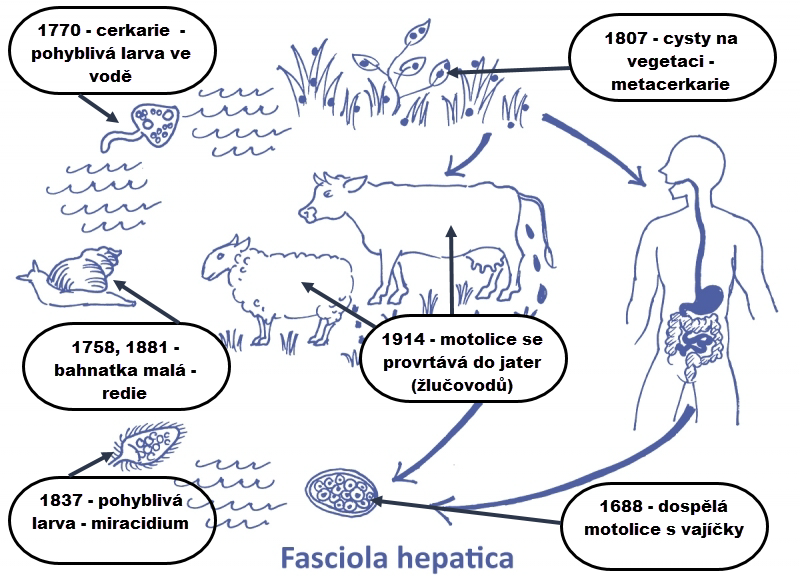 1770 - cerkarie -
pohyblivá larva ve
vodě
1807 - cysty na
vegetaci -
metacerkarie
1914 - motolice se
provrtává do jater
(žlučovodů)
1758, 1881 -
bahnatka malá -
redie
1837 - pohyblivá
larva - miracidium
1688 - dospělá
motolice s vajíčky
Fasciola hepatica